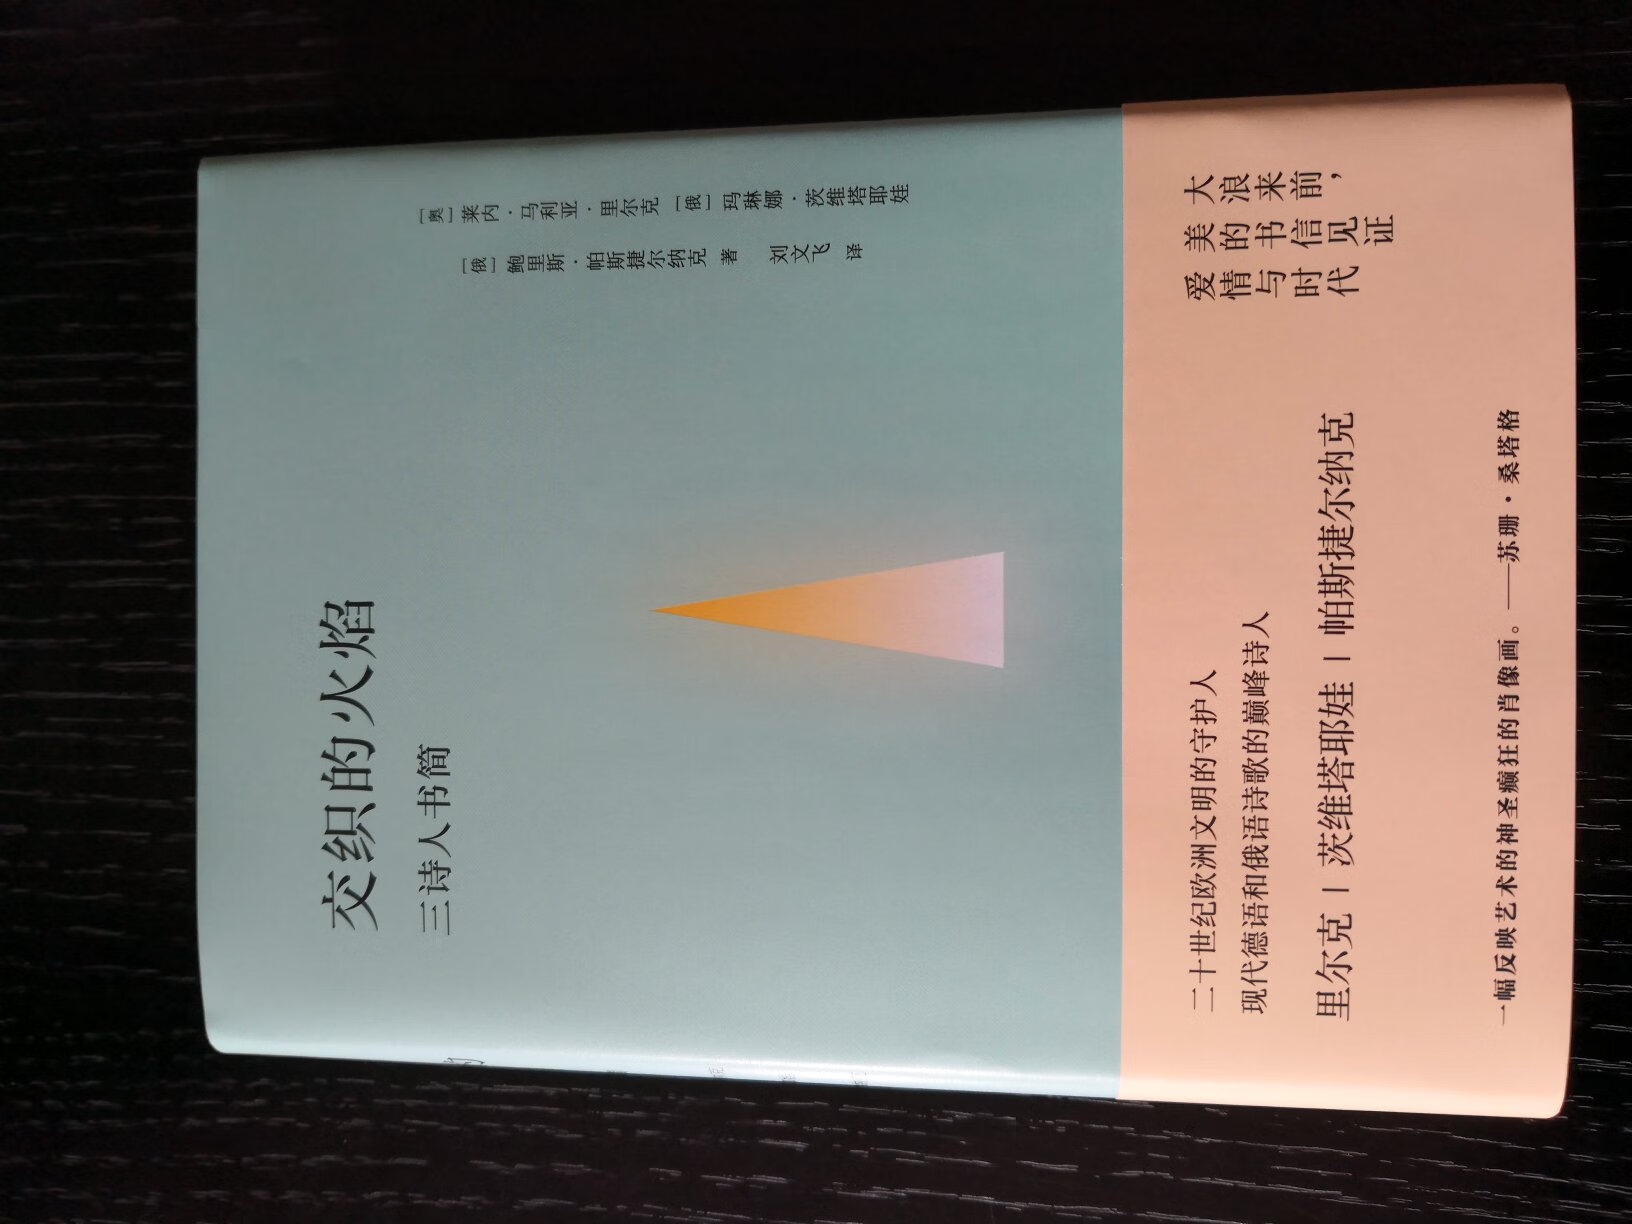 交织的火焰
三诗人书简
［奥］莱内·马利亚·里尔克［俄］玛琳娜·茨维塔耶娃
［俄］鲍里斯·帕斯捷尔纳克 著 刘文飞 译
大浪来前，
美的书信见证
爱情与时代
二十世纪欧洲文明的守护人
现代德语和俄语诗歌的巅峰诗人
里尔克｜茨维塔耶娃｜帕斯捷尔纳克
一幅反映艺术的神圣癫狂的肖像画。——苏珊·桑塔格